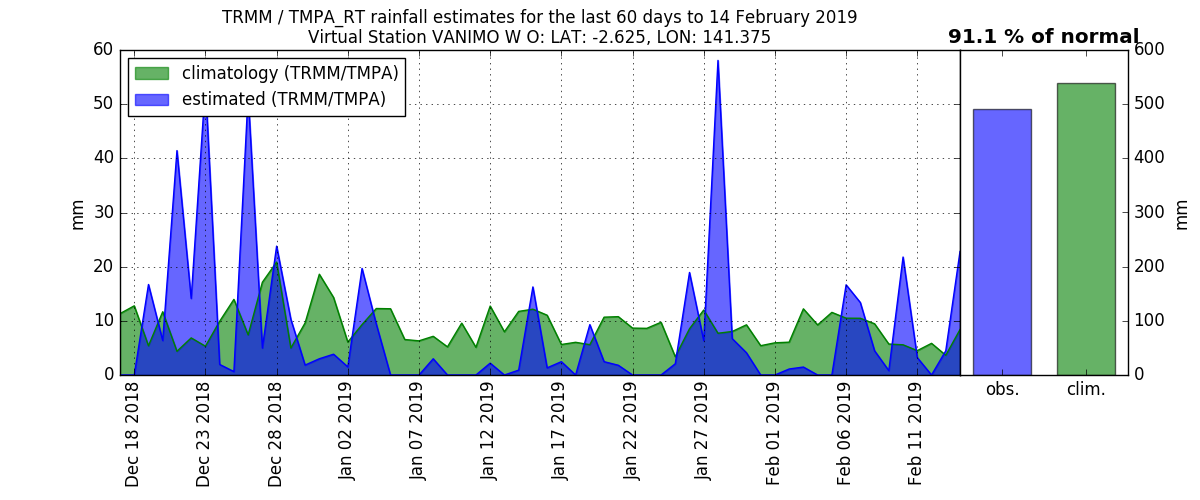 TRMM / TMPA_RT rainfall estimates for the last 60 days to 14 February 2019
Virtual Station VANIMO W O: LAT: -2.625, LON: 141.375
91.1 % of normal
climatology (TRMM/TMPA)
estimated (TRMM/TMPA)
60
50
40
30
20
10
0
mm
600
500
400
300
200
100
0
mm
Dec 18 2018
Dec 23 2018
Dec 28 2018
Jan 02 2019
Jan 07 2019
Jan 12 2019
Jan 17 2019
Jan 22 2019
Jan 27 2019
Feb 01 2019
Feb 06 2019
Feb 11 2019
obs.
clim.